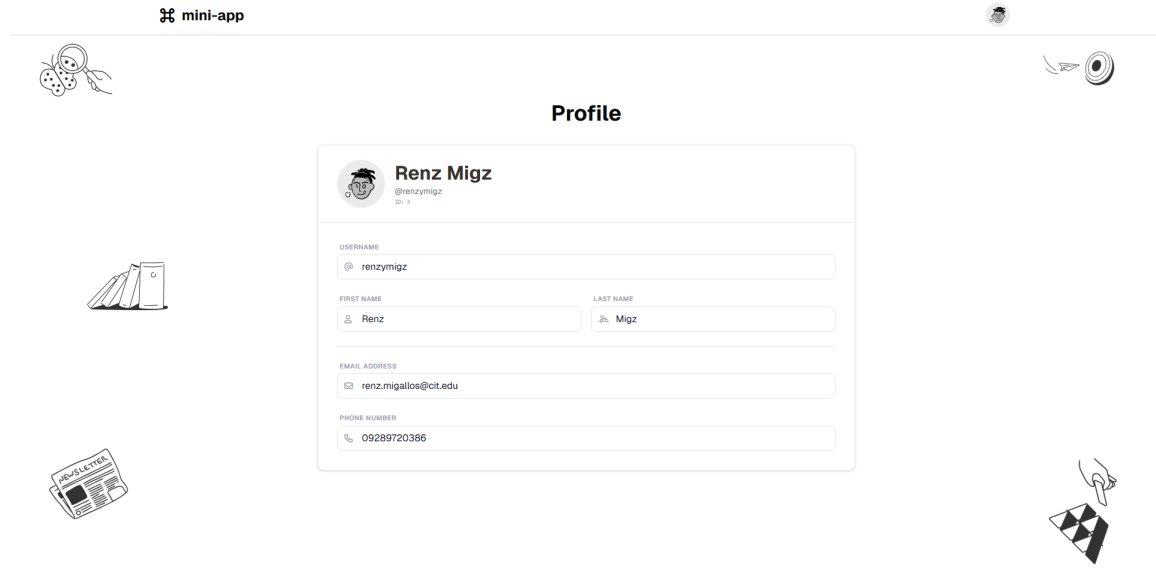 ⌘ mini-app
Profile
Renz Migz
@renzymigz
ID: 3
USERNAME
renzymigz
FIRST NAME
LAST NAME
Renz
Migz
EMAIL ADDRESS
renz.migallos@cit.edu
PHONE NUMBER
09289720386
NEWSLETTER